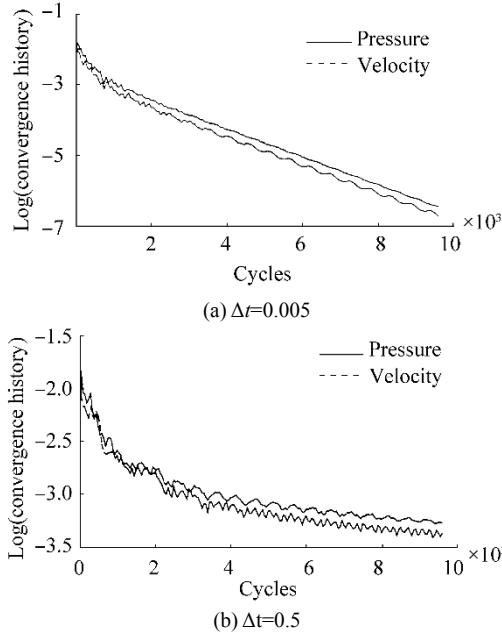 −1
−3
−5
−7
Log(convergence history)
Pressure
Velocity
2
4
6
8
10
×10³
Cycles
(a) Δt=0.005
−1.5
−2.0
−2.5
−3.0
−3.5
Log(convergence history)
Pressure
Velocity
0
2
4
6
8
10
×10
Cycles
(b) Δt=0.5